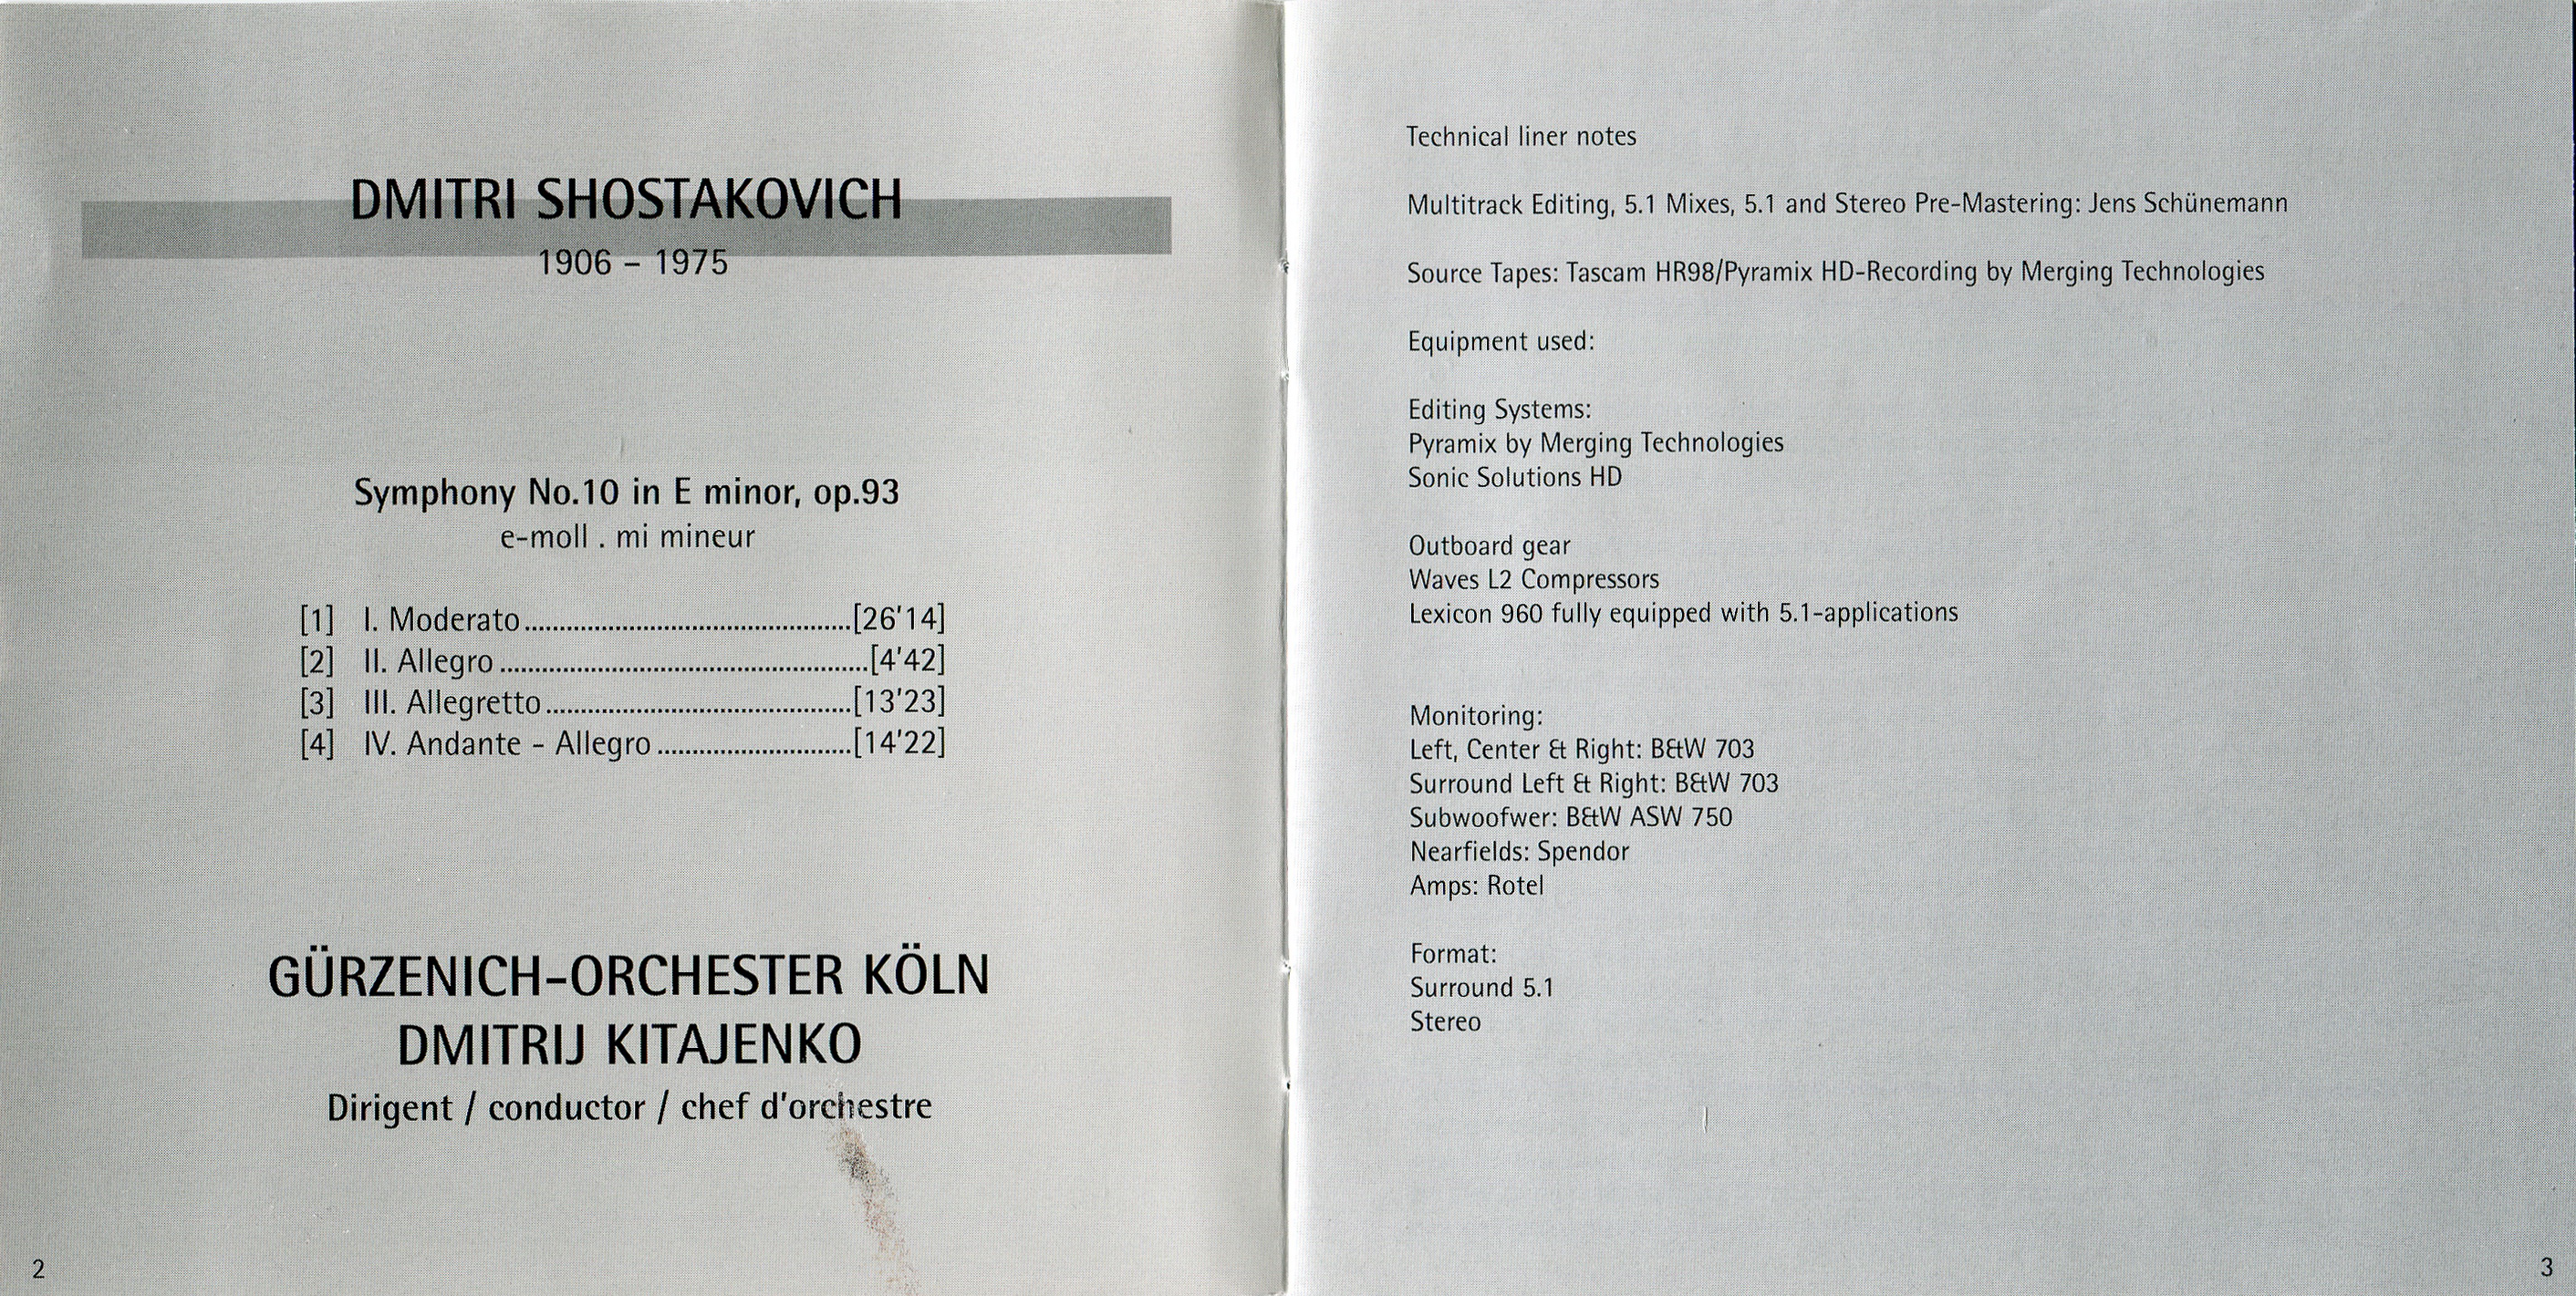 DMITRI SHOSTAKOVICH
1906 – 1975
Symphony No.10 in E minor, op.93
e-moll . mi mineur
[1] I. Moderato..............................................[26'14]
[2] II. Allegro....................................................[4'42]
[3] III. Allegretto...........................................[13'23]
[4] IV. Andante - Allegro...........................[14'22]
GÜRZENICH-ORCHESTER KÖLN
DMITRIJ KITAJENKO
Dirigent / conductor / chef d'orchestre
2
Technical liner notes
Multitrack Editing, 5.1 Mixes, 5.1 and Stereo Pre-Mastering: Jens Schünemann
Source Tapes: Tascam HR98/Pyramix HD-Recording by Merging Technologies
Equipment used:
Editing Systems:
Pyramix by Merging Technologies
Sonic Solutions HD
Outboard gear
Waves L2 Compressors
Lexicon 960 fully equipped with 5.1-applications
Monitoring:
Left, Center & Right: B&W 703
Surround Left & Right: B&W 703
Subwoofwer: B&W ASW 750
Nearfields: Spendor
Amps: Rotel
Format:
Surround 5.1
Stereo
3